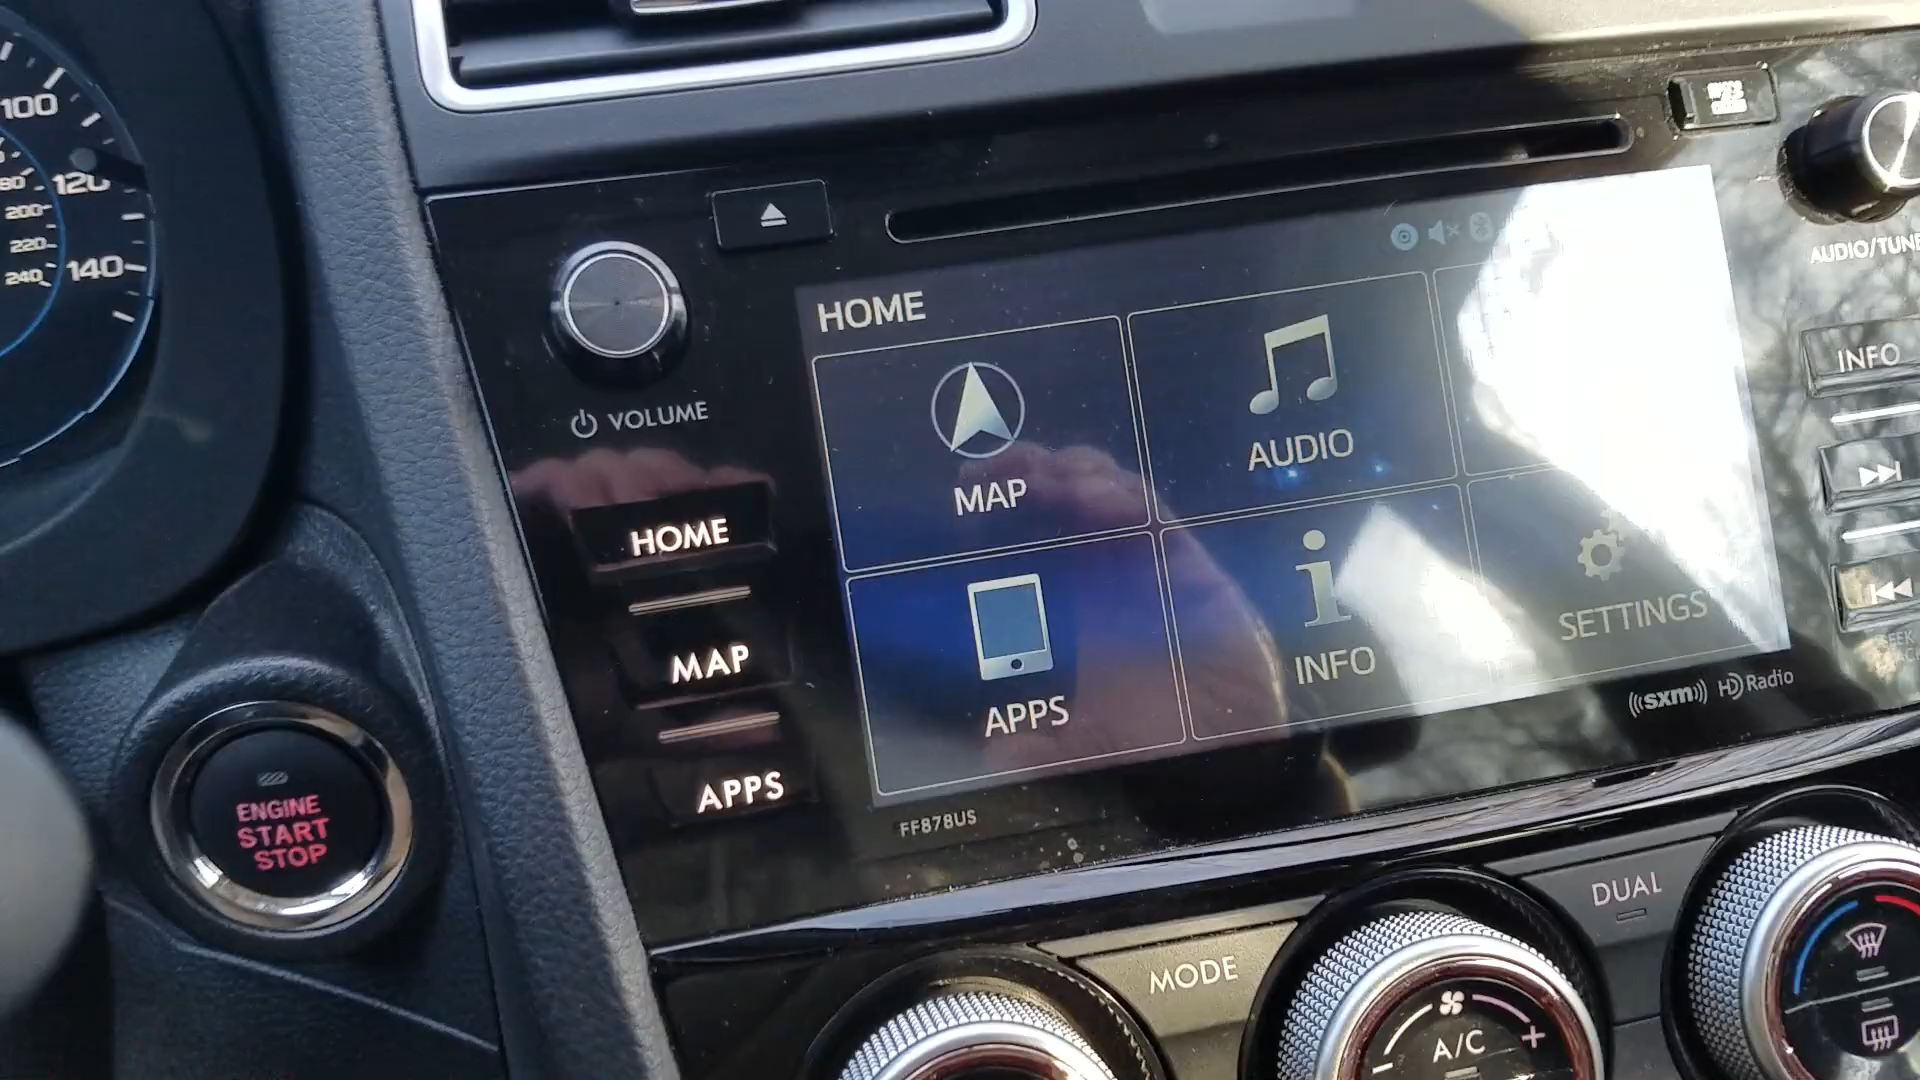 100
120
80
200
220
240
140
VOLUME
HOME
MAP
APPS
HOME
MAP
AUDIO
APPS
INFO
SETTINGS
FF878US
((sxm)) HD Radio
AUDIO/TUNE
INFO
ENGINE
START
STOP
MODE
DUAL
A/C